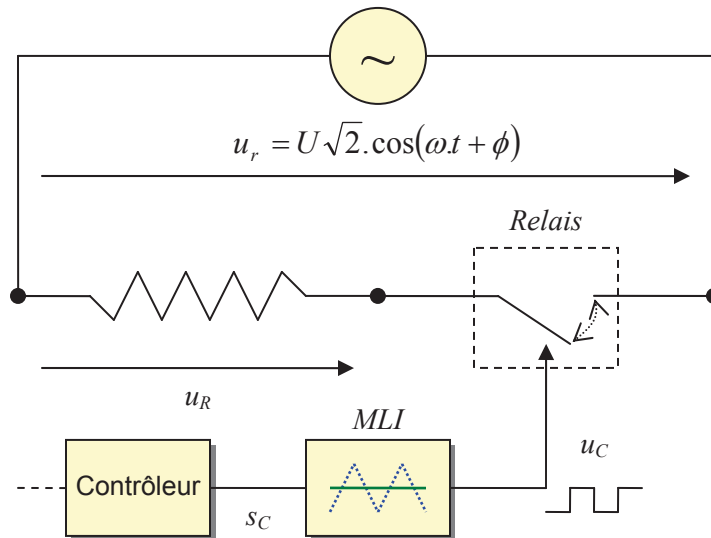 ~
u_r = U√2.cos(ω.t + ϕ)
Relais
u_R
MLI
u_C
Contrôleur
s_C